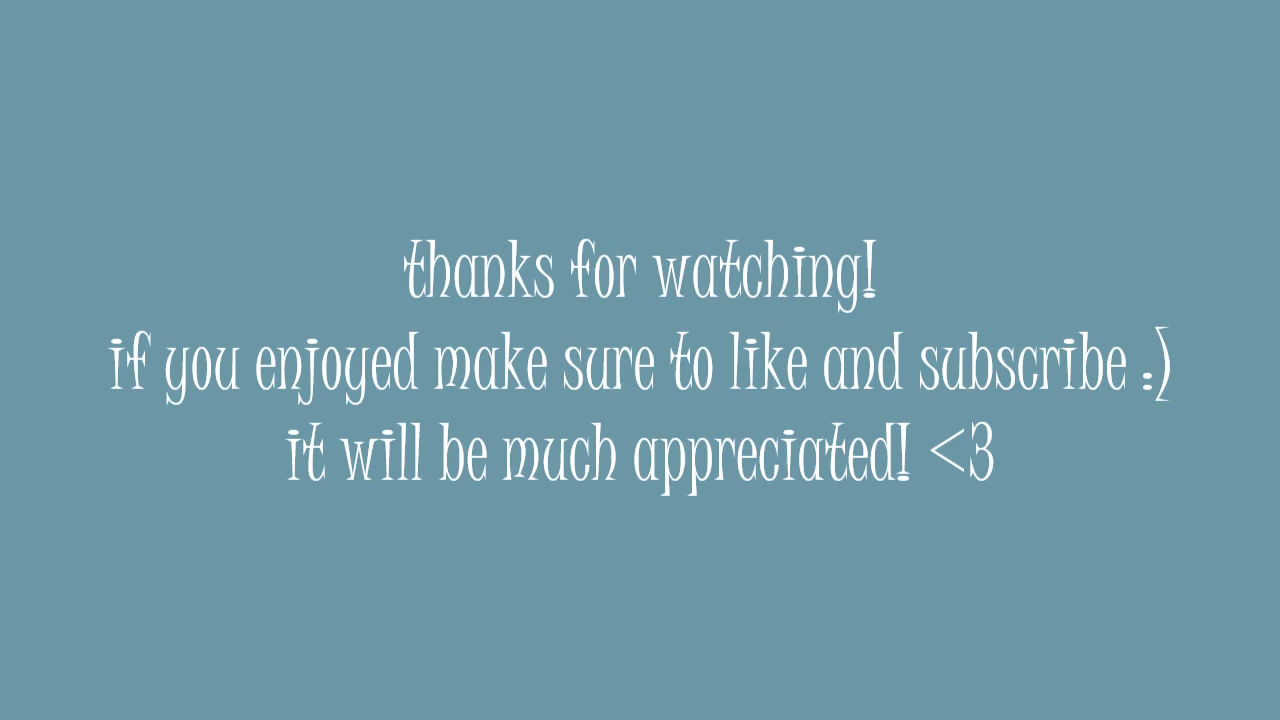 thanks for watching!
if you enjoyed make sure to like and subscribe :)
it will be much appreciated! <3